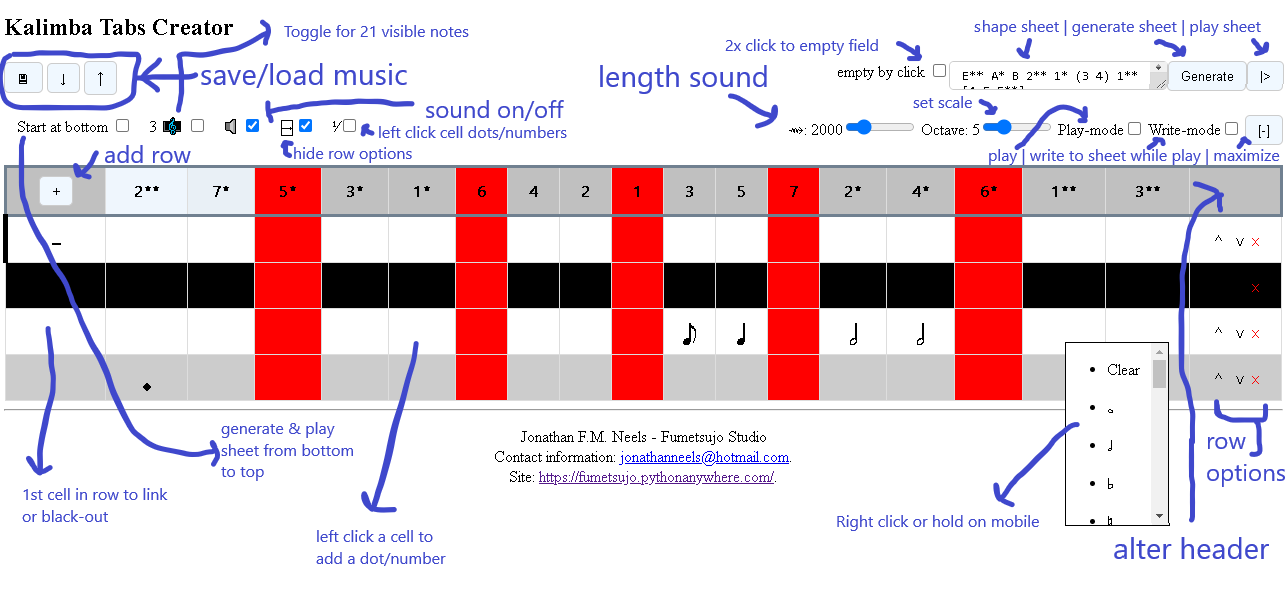 Kalimba Tabs Creator
Toggle for 21 visible notes
shape sheet | generate sheet | play sheet
2x click to empty field
save/load music
length sound
empty by click
E** A* B 2** 1* (3 4) 1**
Generate
|>
sound on/off
set scale
Start at bottom
3
left click cell dots/numbers
2000
Octave: 5
Play-mode
Write-mode
[-]
hide row options
add row
play | write to sheet while play | maximize
+ 2** 7* 5* 3* 1* 6 4 2 1 3 5 7 2* 4* 6* 1** 3**
– ^ v x
x
^ v x
Clear
^ v x
generate & play
sheet from bottom
to top
Jonathan F.M. Neels - Fumetsujo Studio
Contact information: jonathanneels@hotmail.com.
Site: https://fumetsujo.pythonanywhere.com/.
row
options
1st cell in row to link
or black-out
left click a cell to
add a dot/number
Right click or hold on mobile
alter header